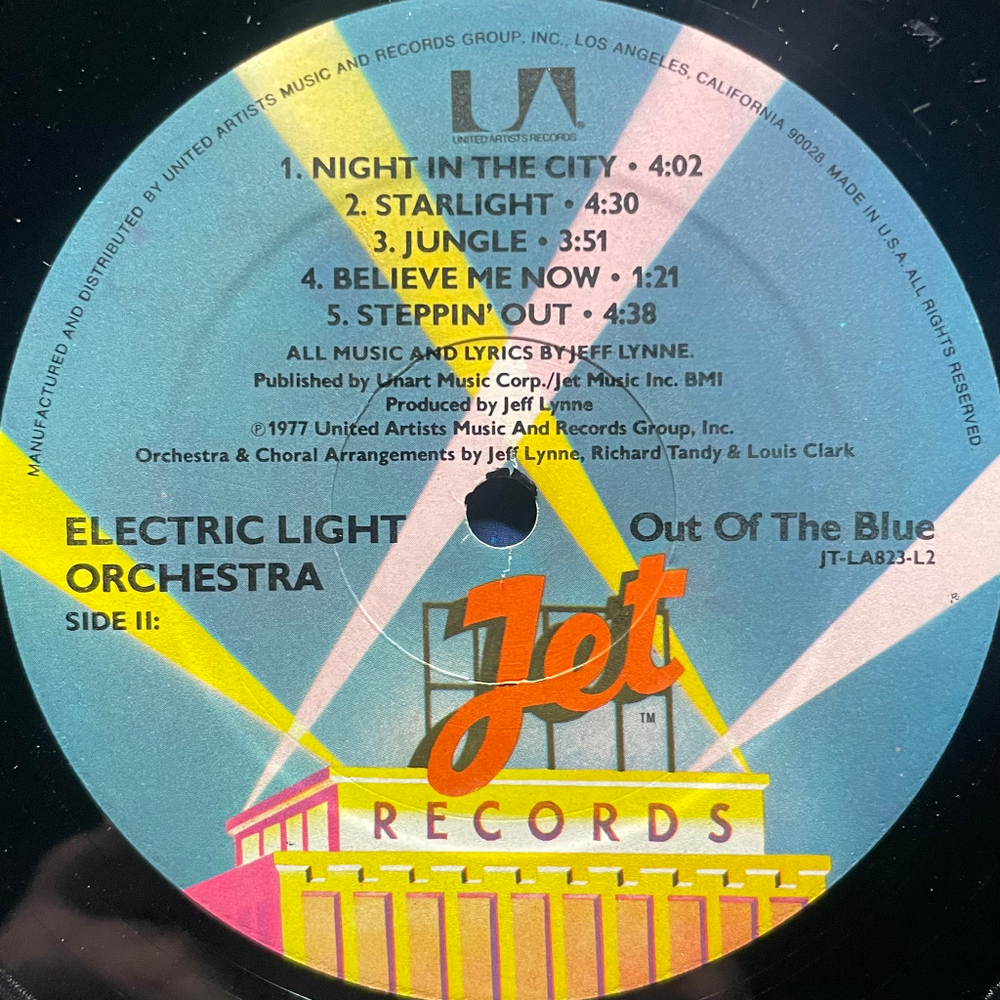 MANUFACTURED AND DISTRIBUTED BY UNITED ARTISTS MUSIC AND RECORDS GROUP, INC., LOS ANGELES, CALIFORNIA 90028. MADE IN U.S.A. ALL RIGHTS RESERVED
UA®
UNITED ARTISTS RECORDS
1. NIGHT IN THE CITY • 4:02
2. STARLIGHT • 4:30
3. JUNGLE • 3:51
4. BELIEVE ME NOW • 1:21
5. STEPPIN' OUT • 4:38
ALL MUSIC AND LYRICS BY JEFF LYNNE.
Published by Unart Music Corp./Jet Music Inc. BMI
Produced by Jeff Lynne
℗ 1977 United Artists Music And Records Group, Inc.
Orchestra & Choral Arrangements by Jeff Lynne, Richard Tandy & Louis Clark
ELECTRIC LIGHT
ORCHESTRA
SIDE II:
Out Of The Blue
JT-LA823-L2
Jet
TM
RECORDS